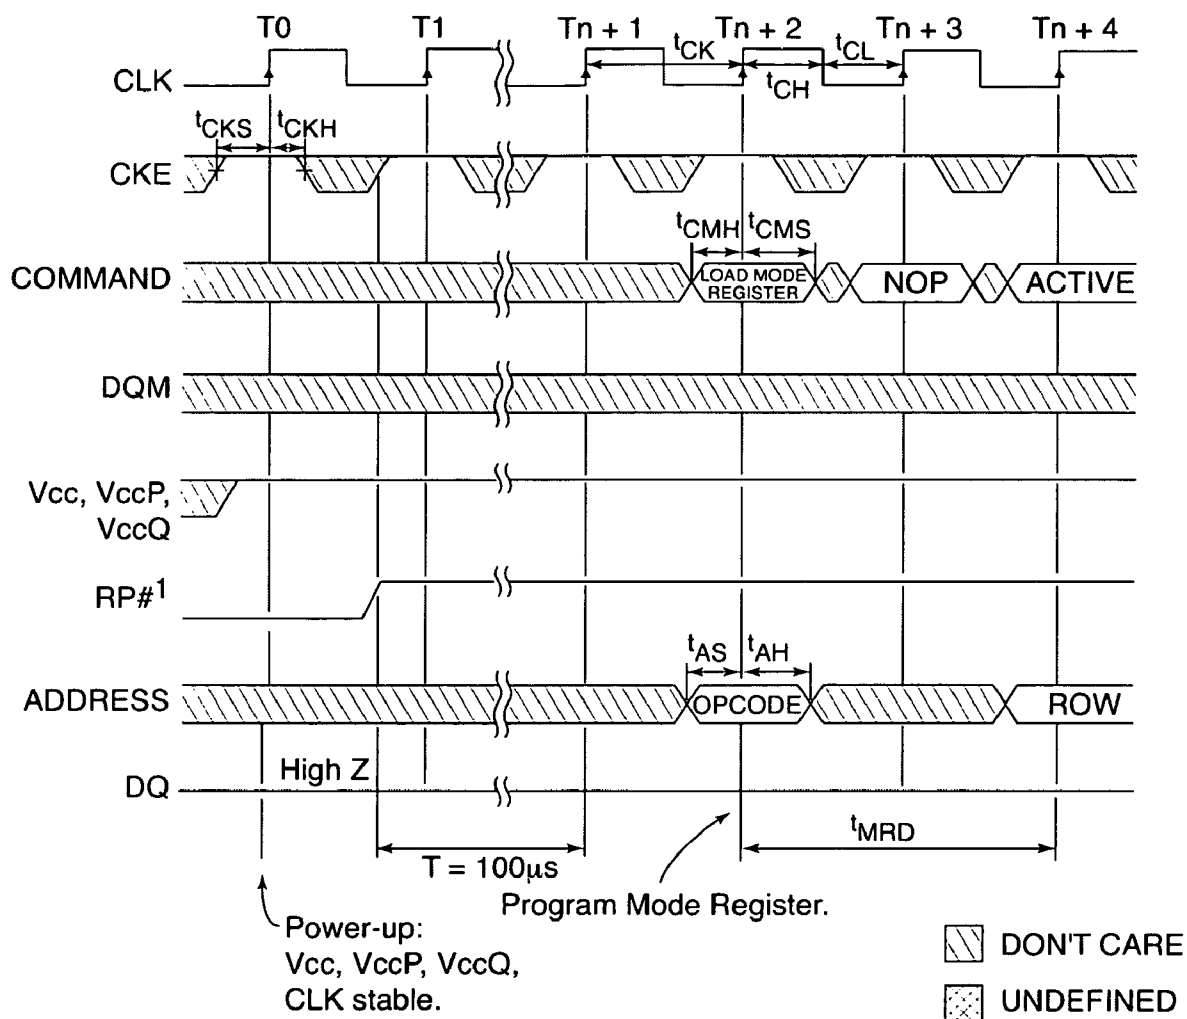 T0 T1 Tn + 1 Tn + 2 Tn + 3 Tn + 4
tCK tCL
CLK
tCH
tCKS tCKH
CKE
tCMH tCMS
COMMAND
LOAD MODE REGISTER
NOP
ACTIVE
DQM
Vcc, VccP,
VccQ
RP#1
tAS tAH
ADDRESS
OPCODE
ROW
High Z
DQ
tMRD
T = 100µs
Program Mode Register.
Power-up:
Vcc, VccP, VccQ,
CLK stable.
DON'T CARE
UNDEFINED